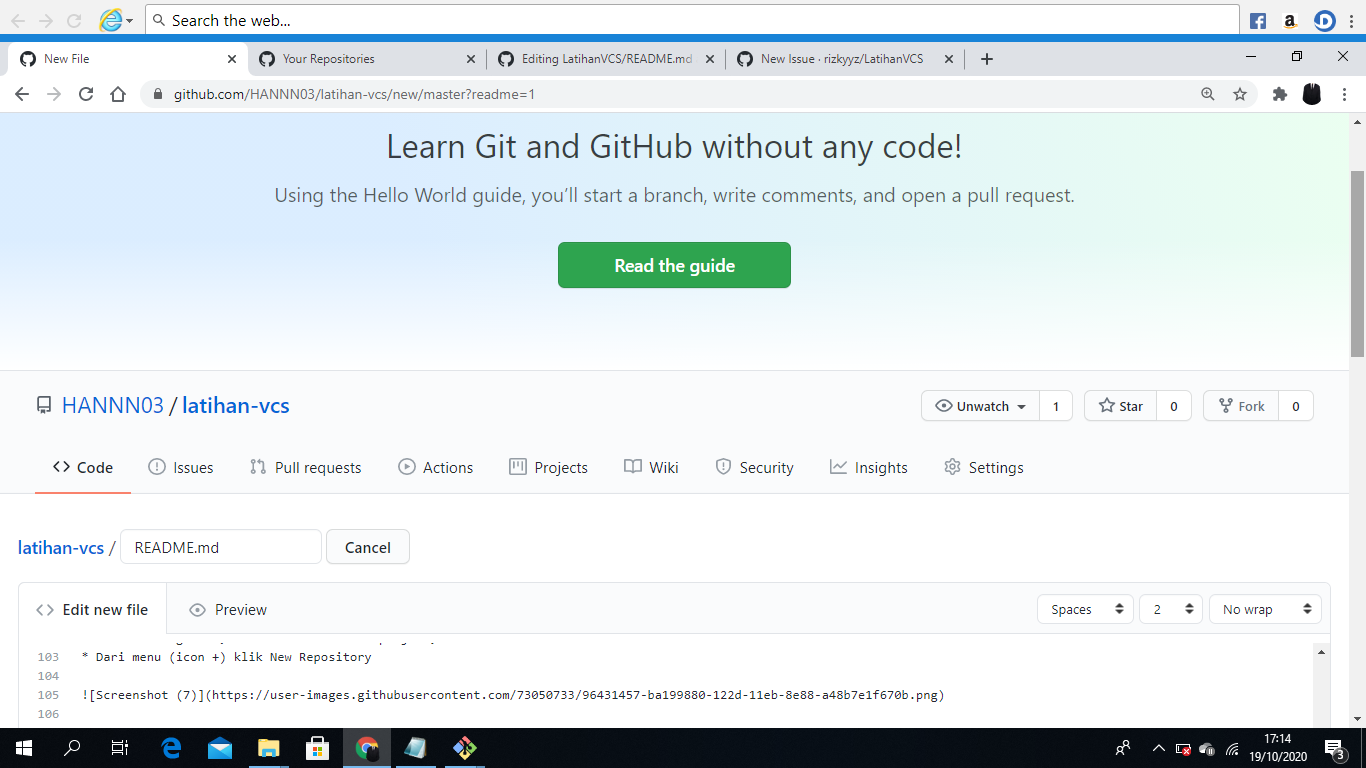 Search the web...
New File
Your Repositories
Editing LatihanVCS/README.md
New Issue · rizkyyz/LatihanVCS
github.com/HANNN03/latihan-vcs/new/master?readme=1
Learn Git and GitHub without any code!
Using the Hello World guide, you’ll start a branch, write comments, and open a pull request.
Read the guide
HANNN03 / latihan-vcs
Unwatch 1 Star 0 Fork 0
Code Issues Pull requests Actions Projects Wiki Security Insights Settings
latihan-vcs / README.md Cancel
Edit new file Preview Spaces 2 No wrap
103 * Dari menu (icon +) klik New Repository
104
105 ![Screenshot (7)](https://user-images.githubusercontent.com/73050733/96431457-ba199880-122d-11eb-8e88-a48b7e1f670b.png)
106
17:14
19/10/2020
3